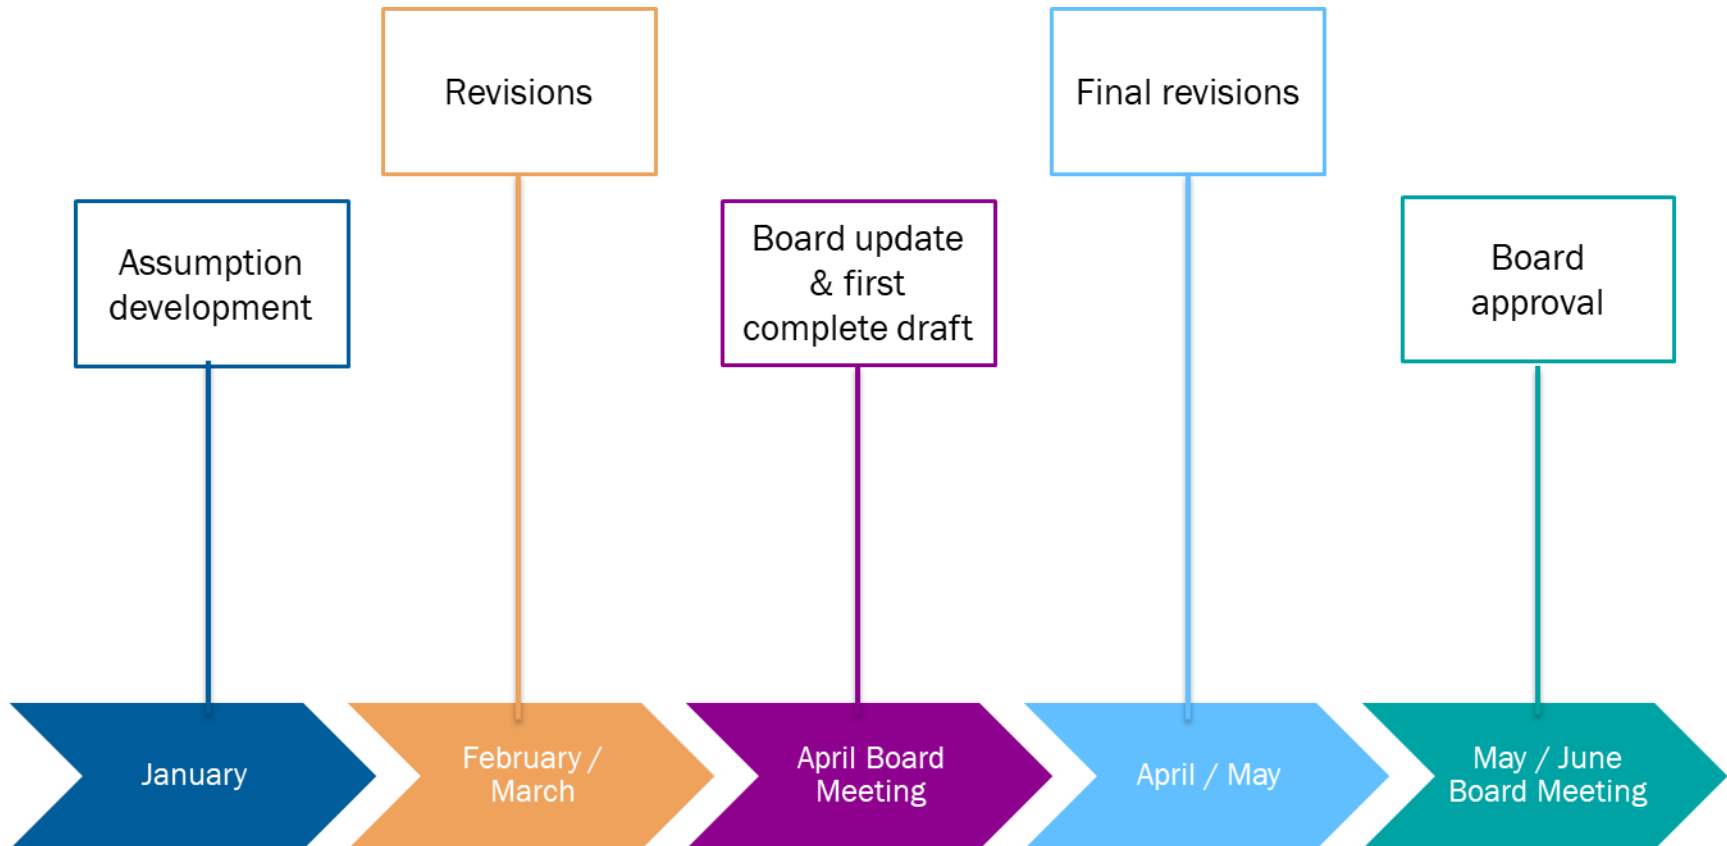 Revisions
Final revisions
Assumption
development
Board update
& first
complete draft
Board
approval
January
February /
March
April Board
Meeting
April / May
May / June
Board Meeting